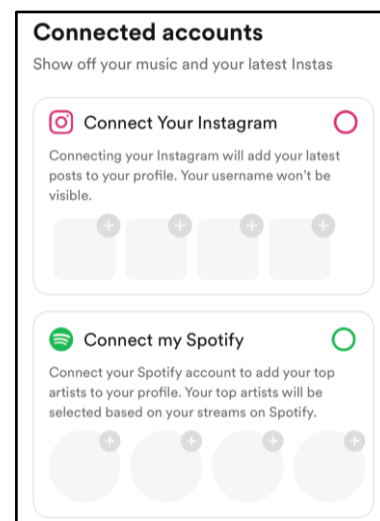 Connected accounts
Show off your music and your latest Instas
Connect Your Instagram
Connecting your Instagram will add your latest
posts to your profile. Your username won't be
visible.
Connect my Spotify
Connect your Spotify account to add your top
artists to your profile. Your top artists will be
selected based on your streams on Spotify.